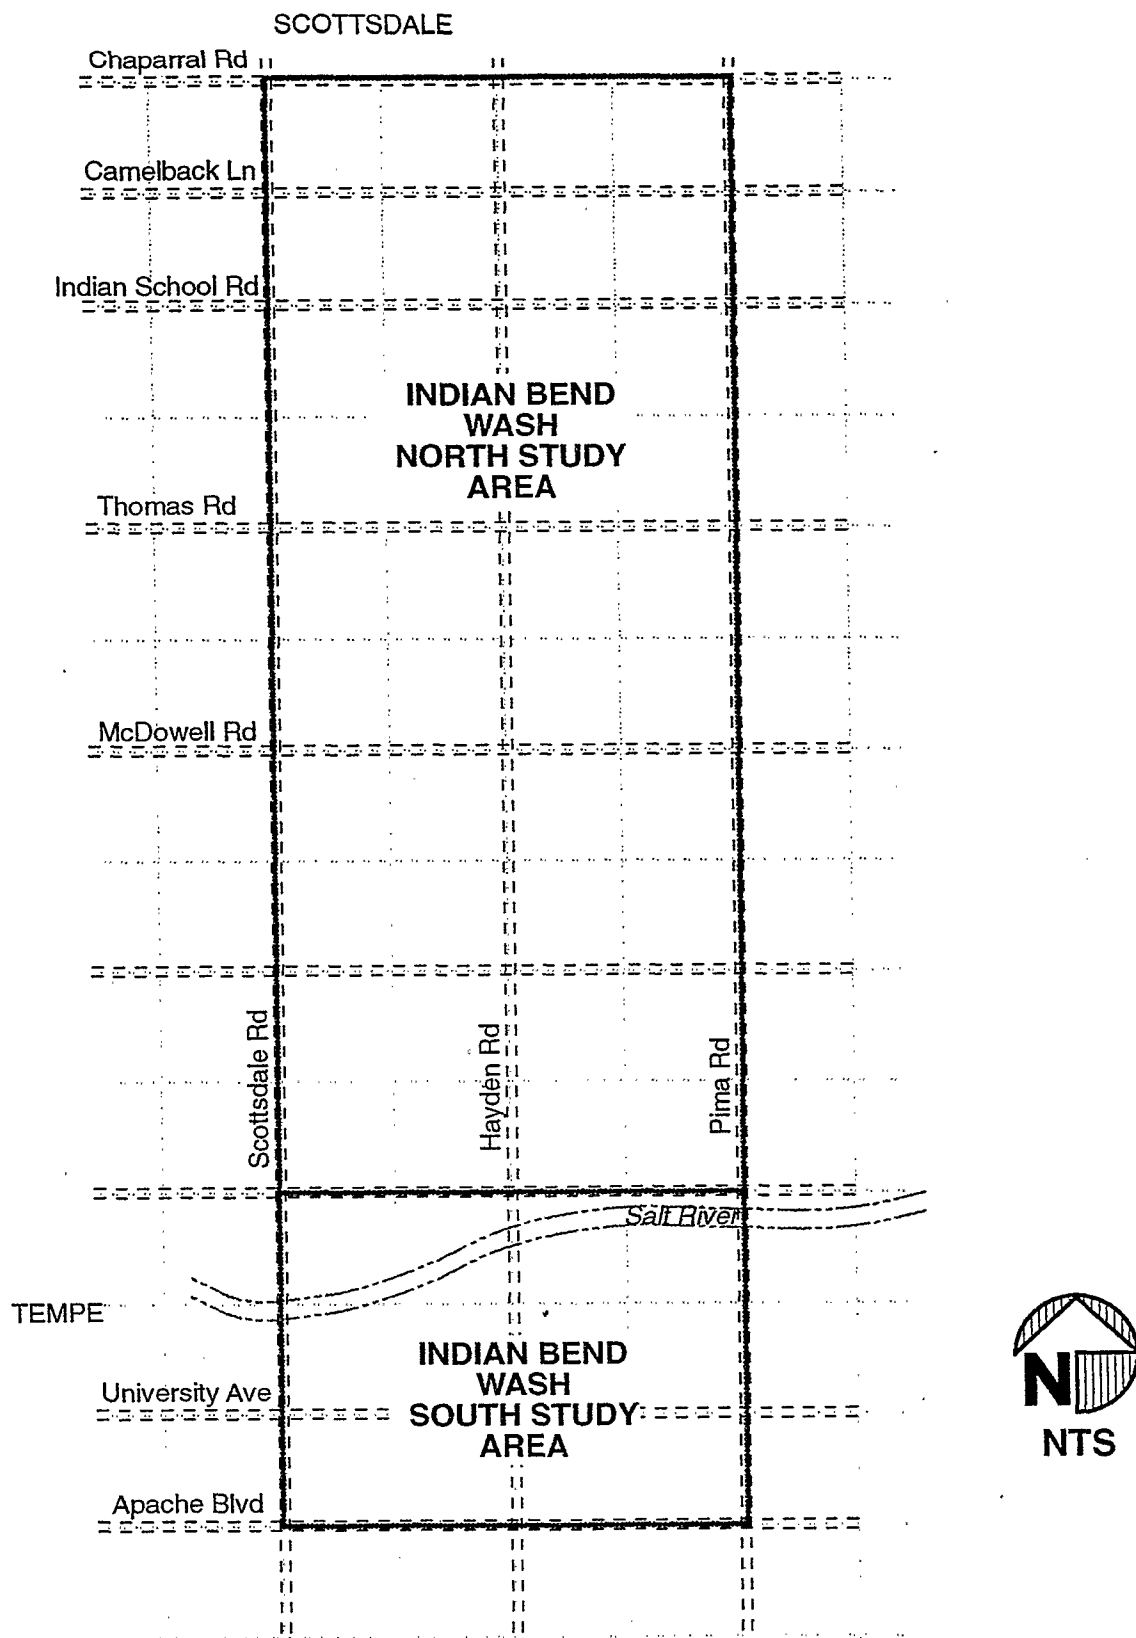 SCOTTSDALE
Chaparral Rd
Camelback Ln
Indian School Rd
INDIAN BEND
WASH
NORTH STUDY
AREA
Thomas Rd
McDowell Rd
Scottsdale Rd
Hayden Rd
Pima Rd
Salt River
TEMPE
INDIAN BEND
WASH
SOUTH STUDY
AREA
University Ave
Apache Blvd
N
NTS